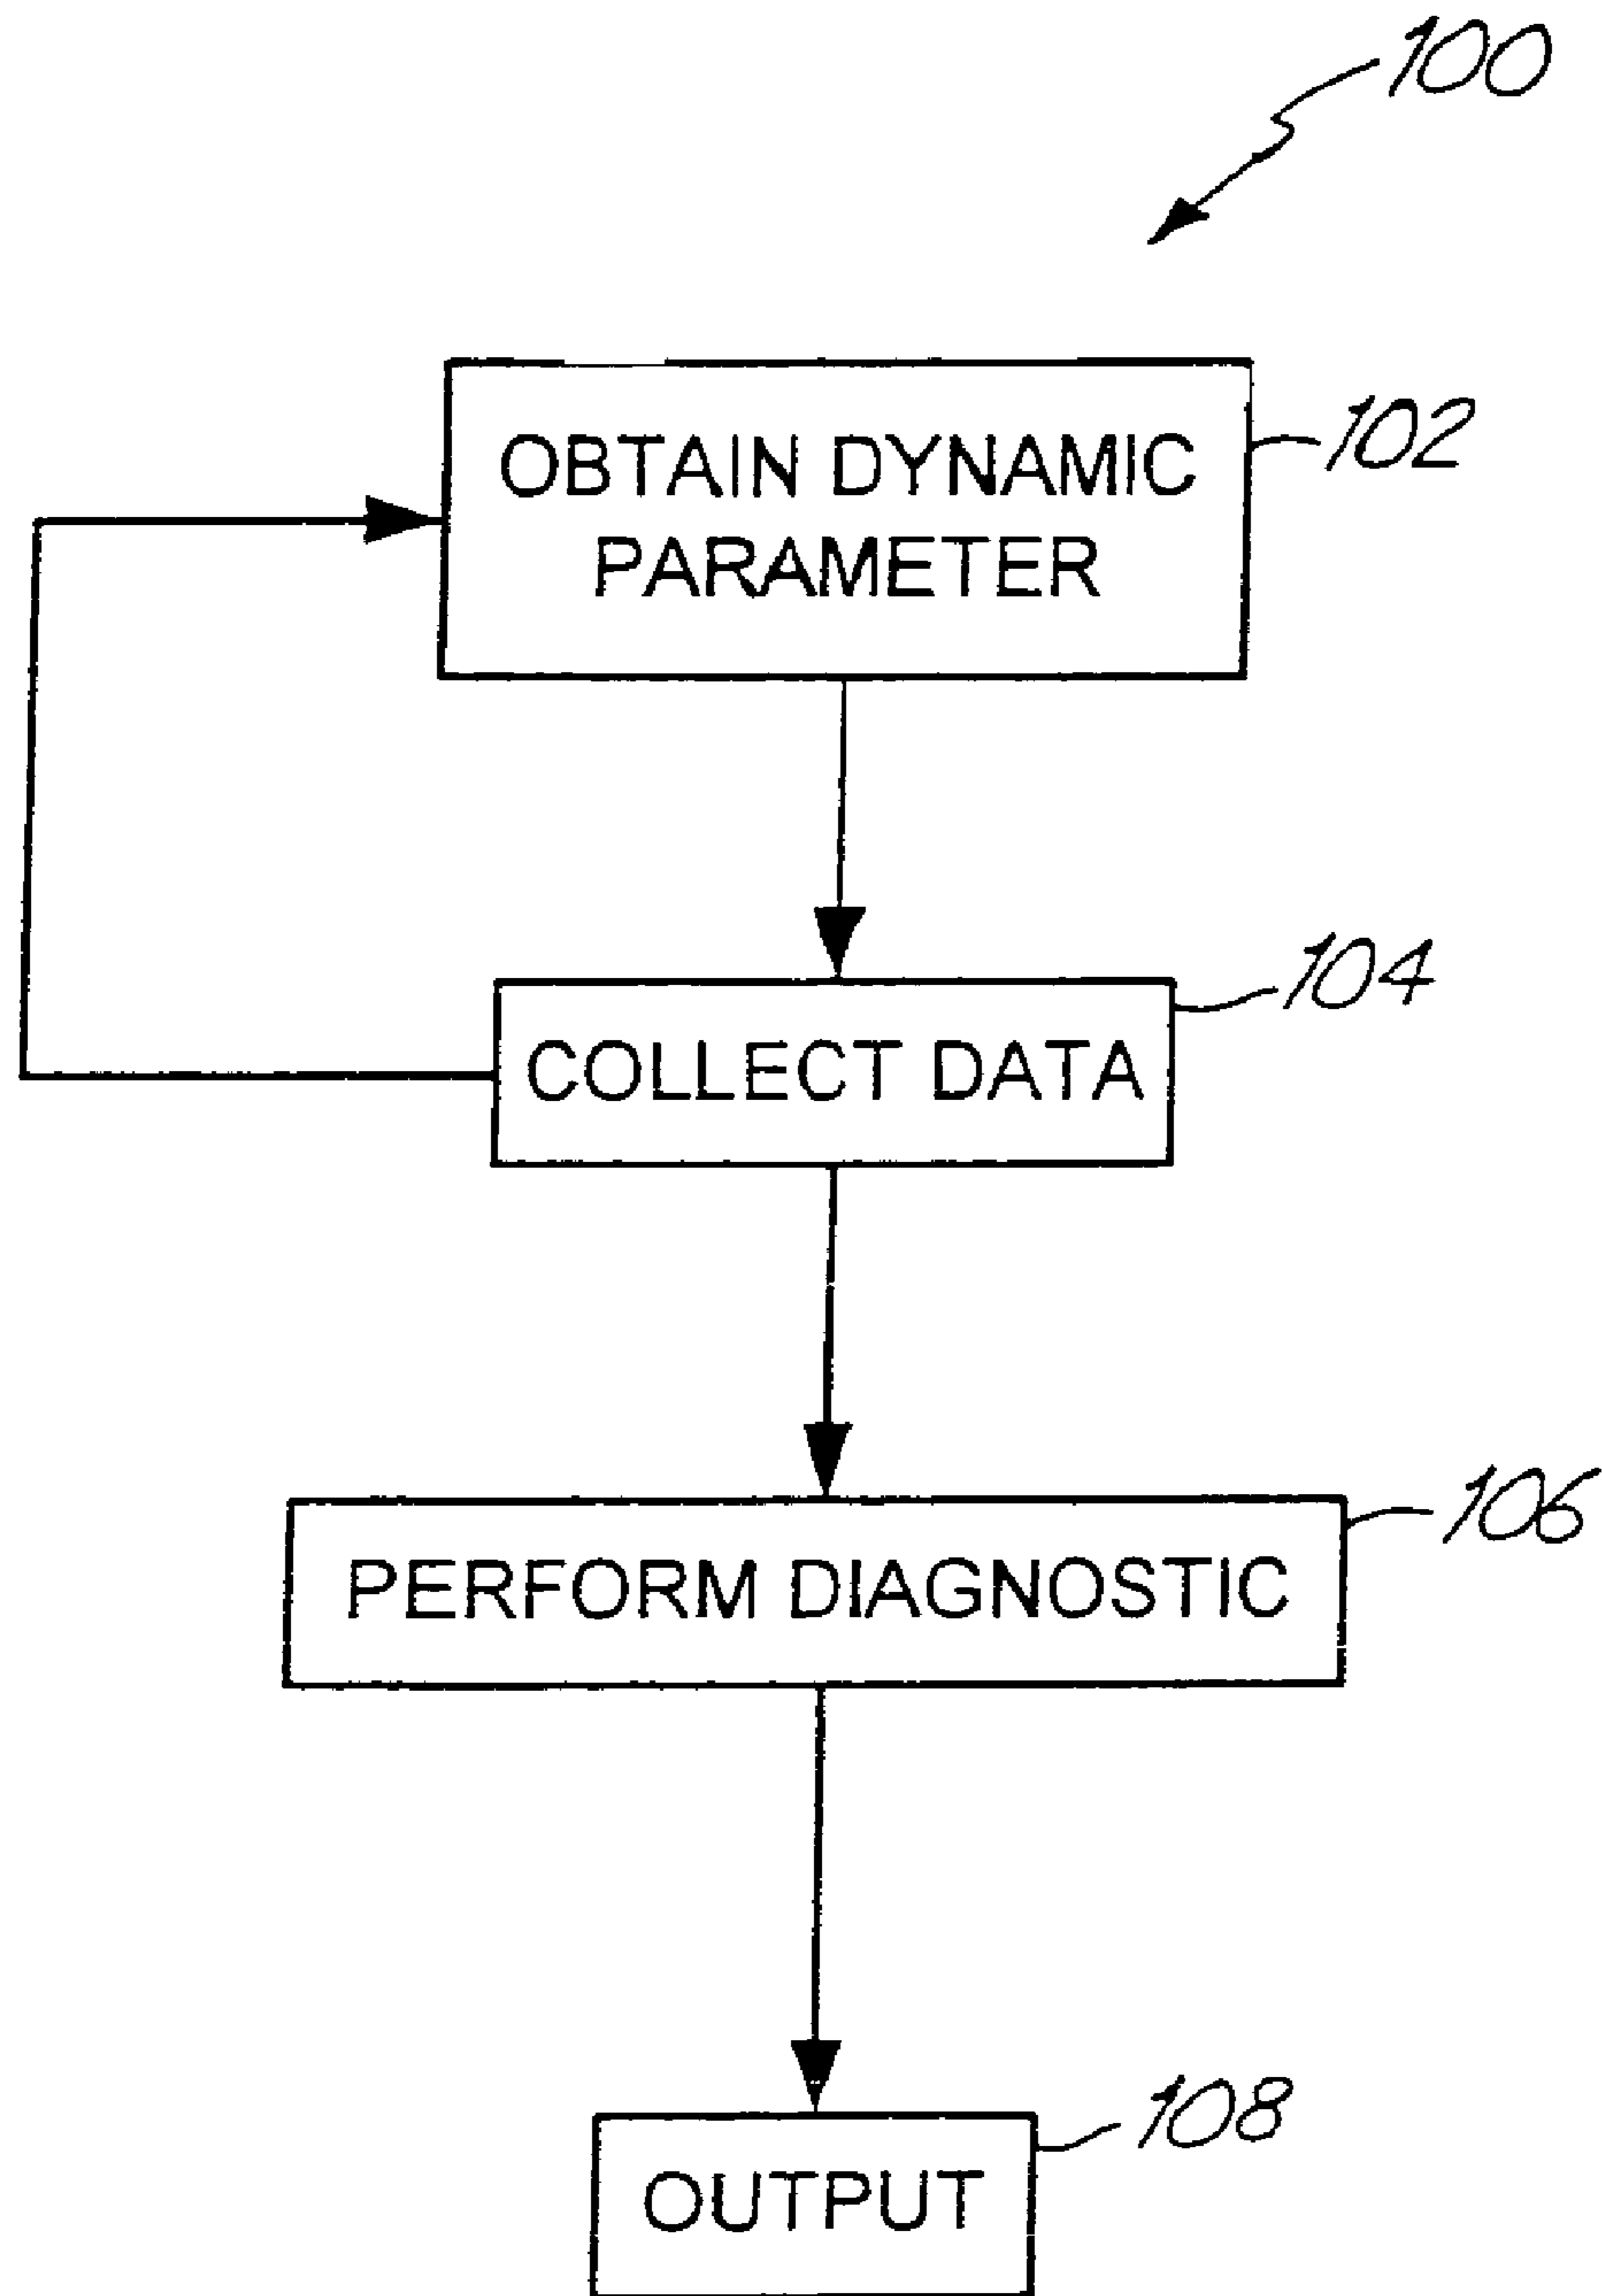 100
OBTAIN DYNAMIC
PARAMETER
102
COLLECT DATA
104
PERFORM DIAGNOSTIC
106
OUTPUT
108